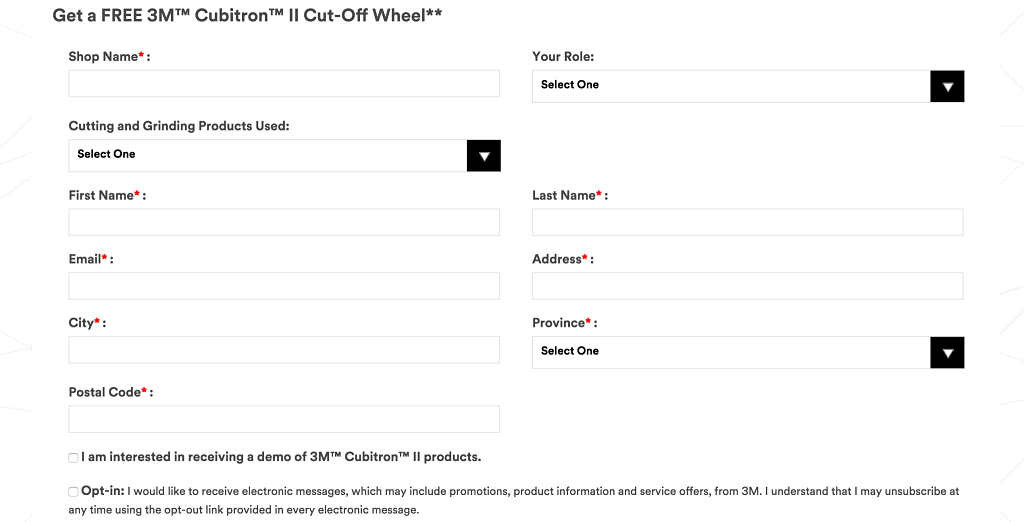 Get a FREE 3M™ Cubitron™ II Cut-Off Wheel**
Shop Name*:
Your Role:
Select One
Cutting and Grinding Products Used:
Select One
First Name*:
Last Name*:
Email*:
Address*:
City*:
Province*:
Select One
Postal Code*:
I am interested in receiving a demo of 3M™ Cubitron™ II products.
Opt-in: I would like to receive electronic messages, which may include promotions, product information and service offers, from 3M. I understand that I may unsubscribe at
any time using the opt-out link provided in every electronic message.